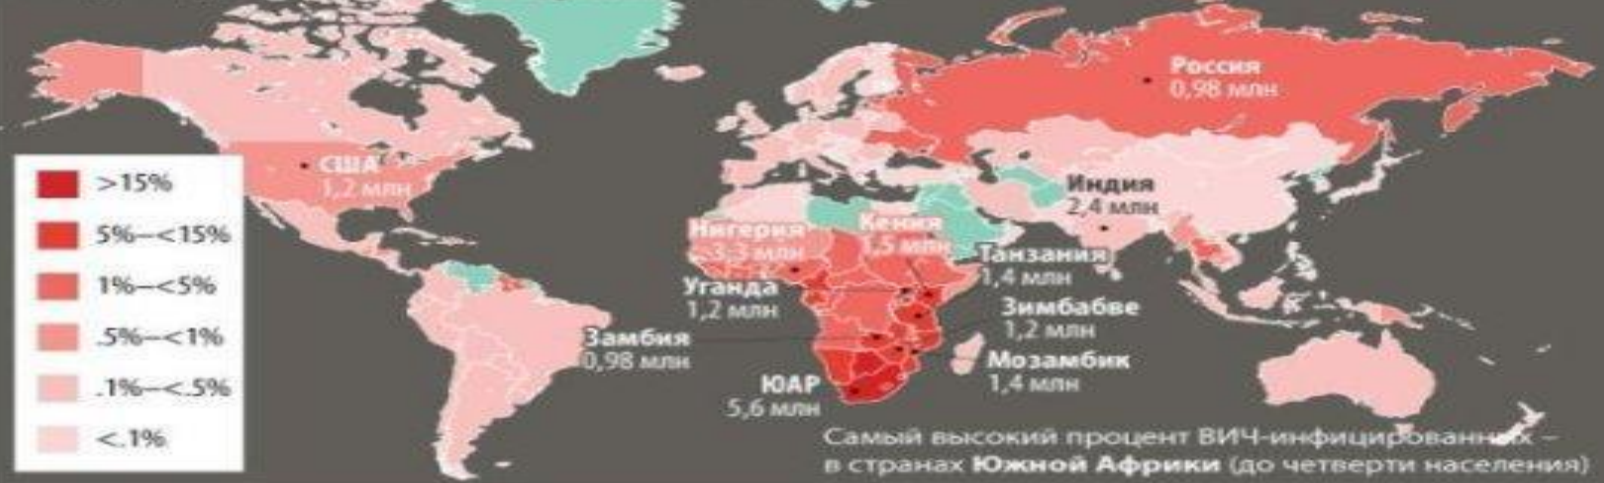 Россия
0,98 млн
США
1,2 млн
>15%
5%–<15%
1%–<5%
.5%–<1%
.1%–<.5%
<.1%
Индия
2,4 млн
Нигерия
3,3 млн
Кения
1,5 млн
Танзания
1,4 млн
Уганда
1,2 млн
Зимбабве
1,2 млн
Замбия
0,98 млн
Мозамбик
1,4 млн
ЮАР
5,6 млн
Самый высокий процент ВИЧ-инфицированных –
в странах Южной Африки (до четверти населения)